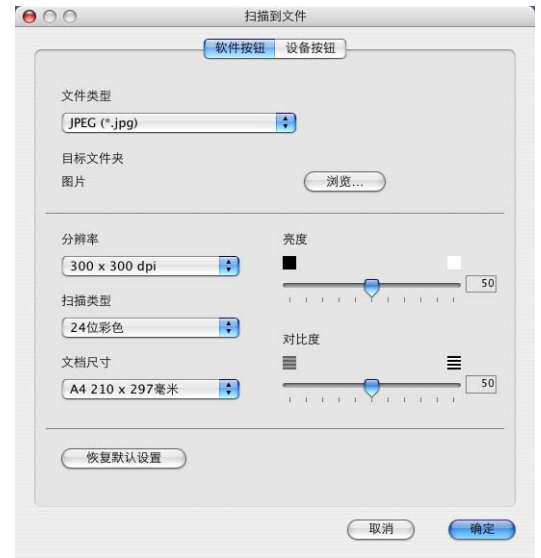 扫描到文件
软件按钮 设备按钮
文件类型
JPEG (*.jpg)
目标文件夹
图片 浏览...
分辨率 亮度
300 x 300 dpi 50
扫描类型
24位彩色
对比度
文档尺寸
A4 210 x 297毫米 50
恢复默认设置
取消 确定